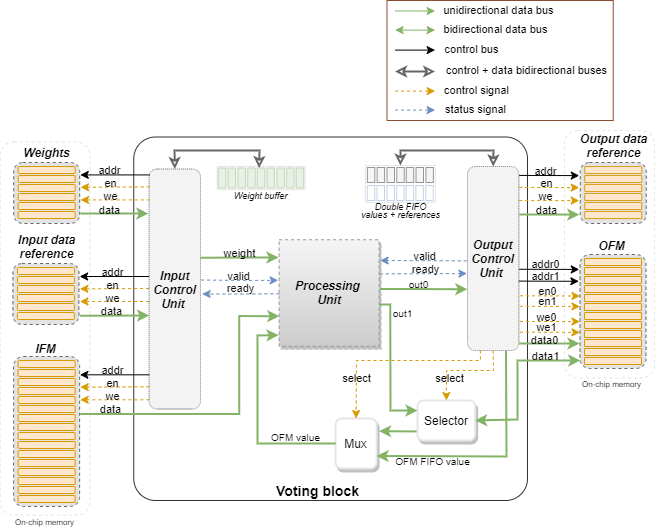 unidirectional data bus
bidirectional data bus
control bus
control + data bidirectional buses
control signal
status signal
Weights
addr
en
we
data
Input data
reference
addr
en
we
data
IFM
addr
en
we
data
On-chip memory
Input
Control
Unit
Weight buffer
Double FIFO
values + references
weight
valid
ready
Processing
Unit
valid
ready
out0
out1
Output
Control
Unit
select
select
Selector
Mux
OFM value
OFM FIFO value
Voting block
Output data
reference
addr
en
we
data
OFM
addr0
addr1
en0
en1
we0
we1
data0
data1
On-chip memory